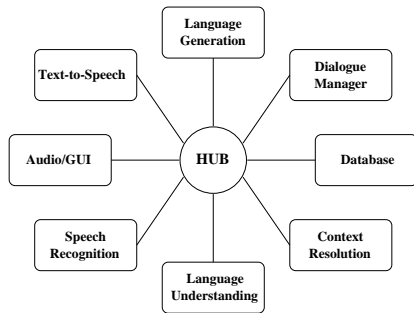 Language
Generation
Text-to-Speech
Dialogue
Manager
Audio/GUI
HUB
Database
Speech
Recognition
Context
Resolution
Language
Understanding